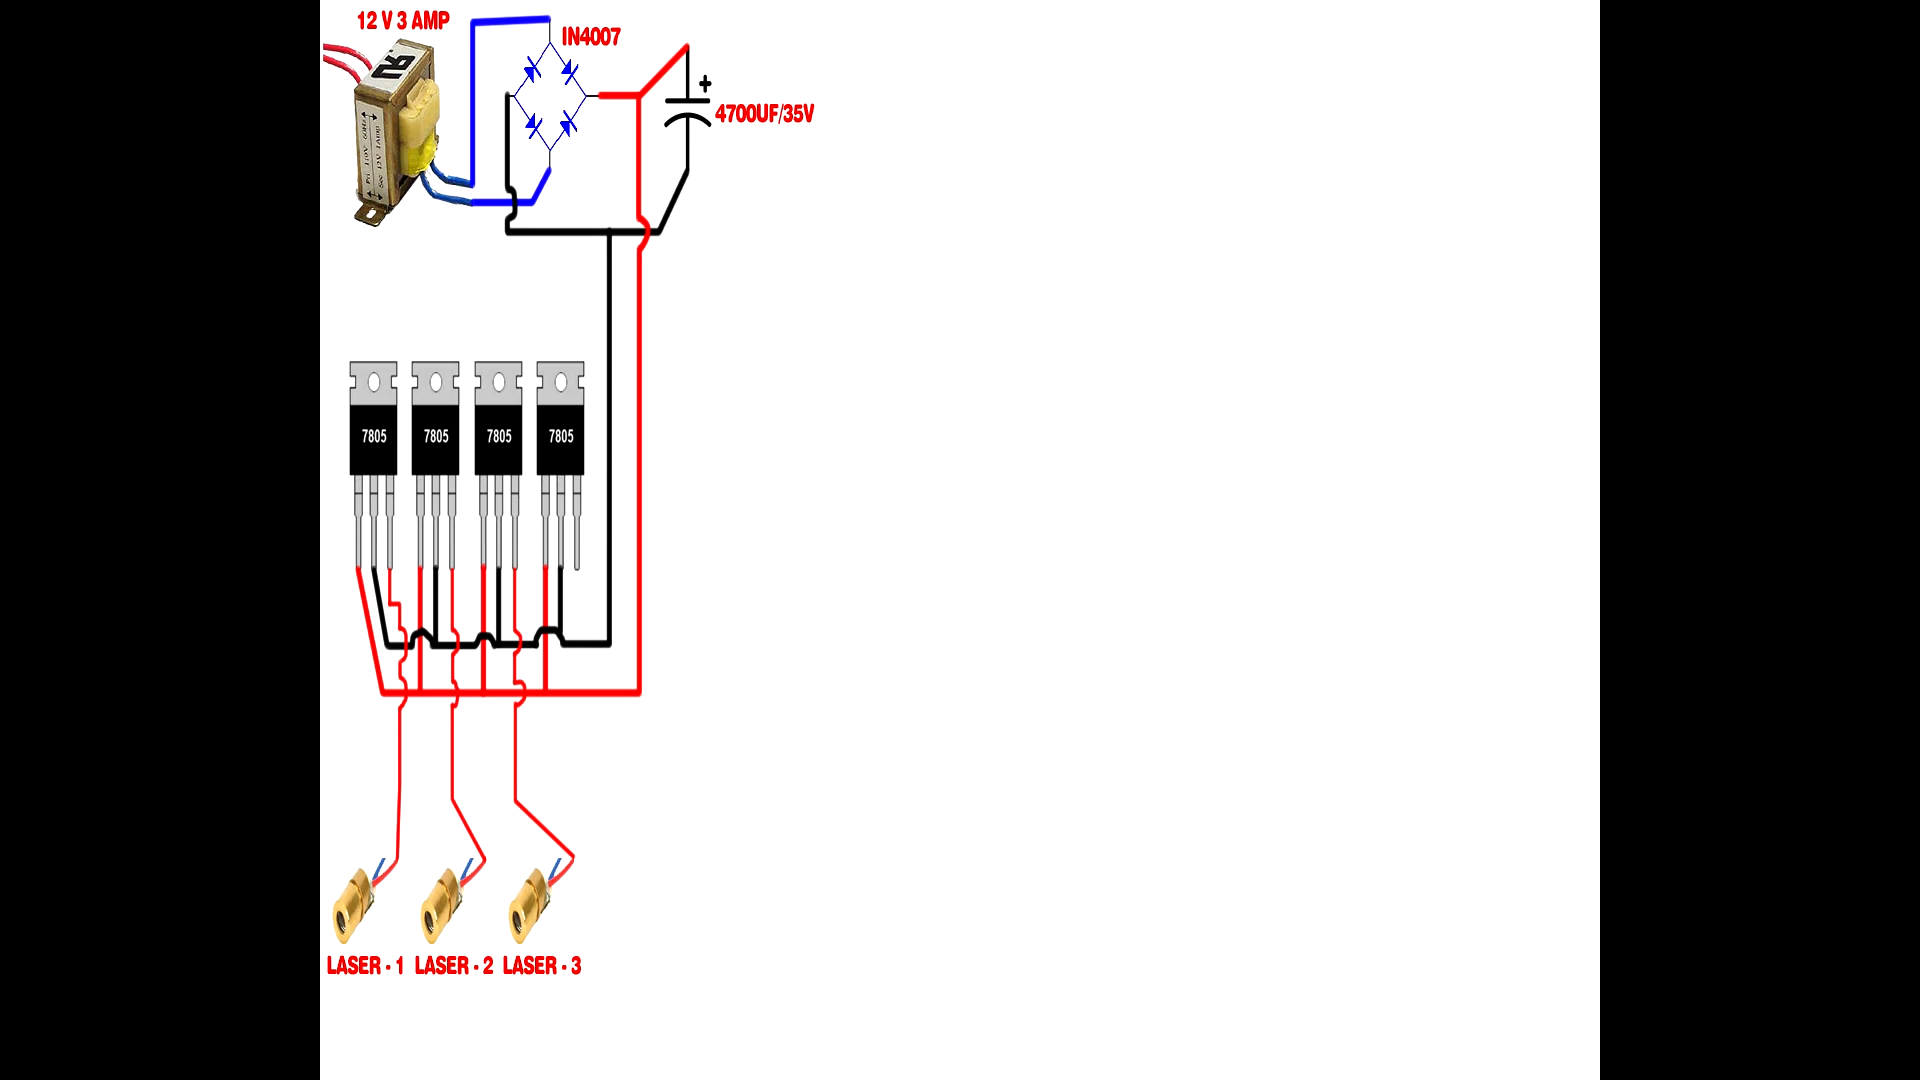 12 V 3 AMP
IN4007
+
4700UF/35V
7805 7805 7805 7805
LASER - 1 LASER - 2 LASER - 3